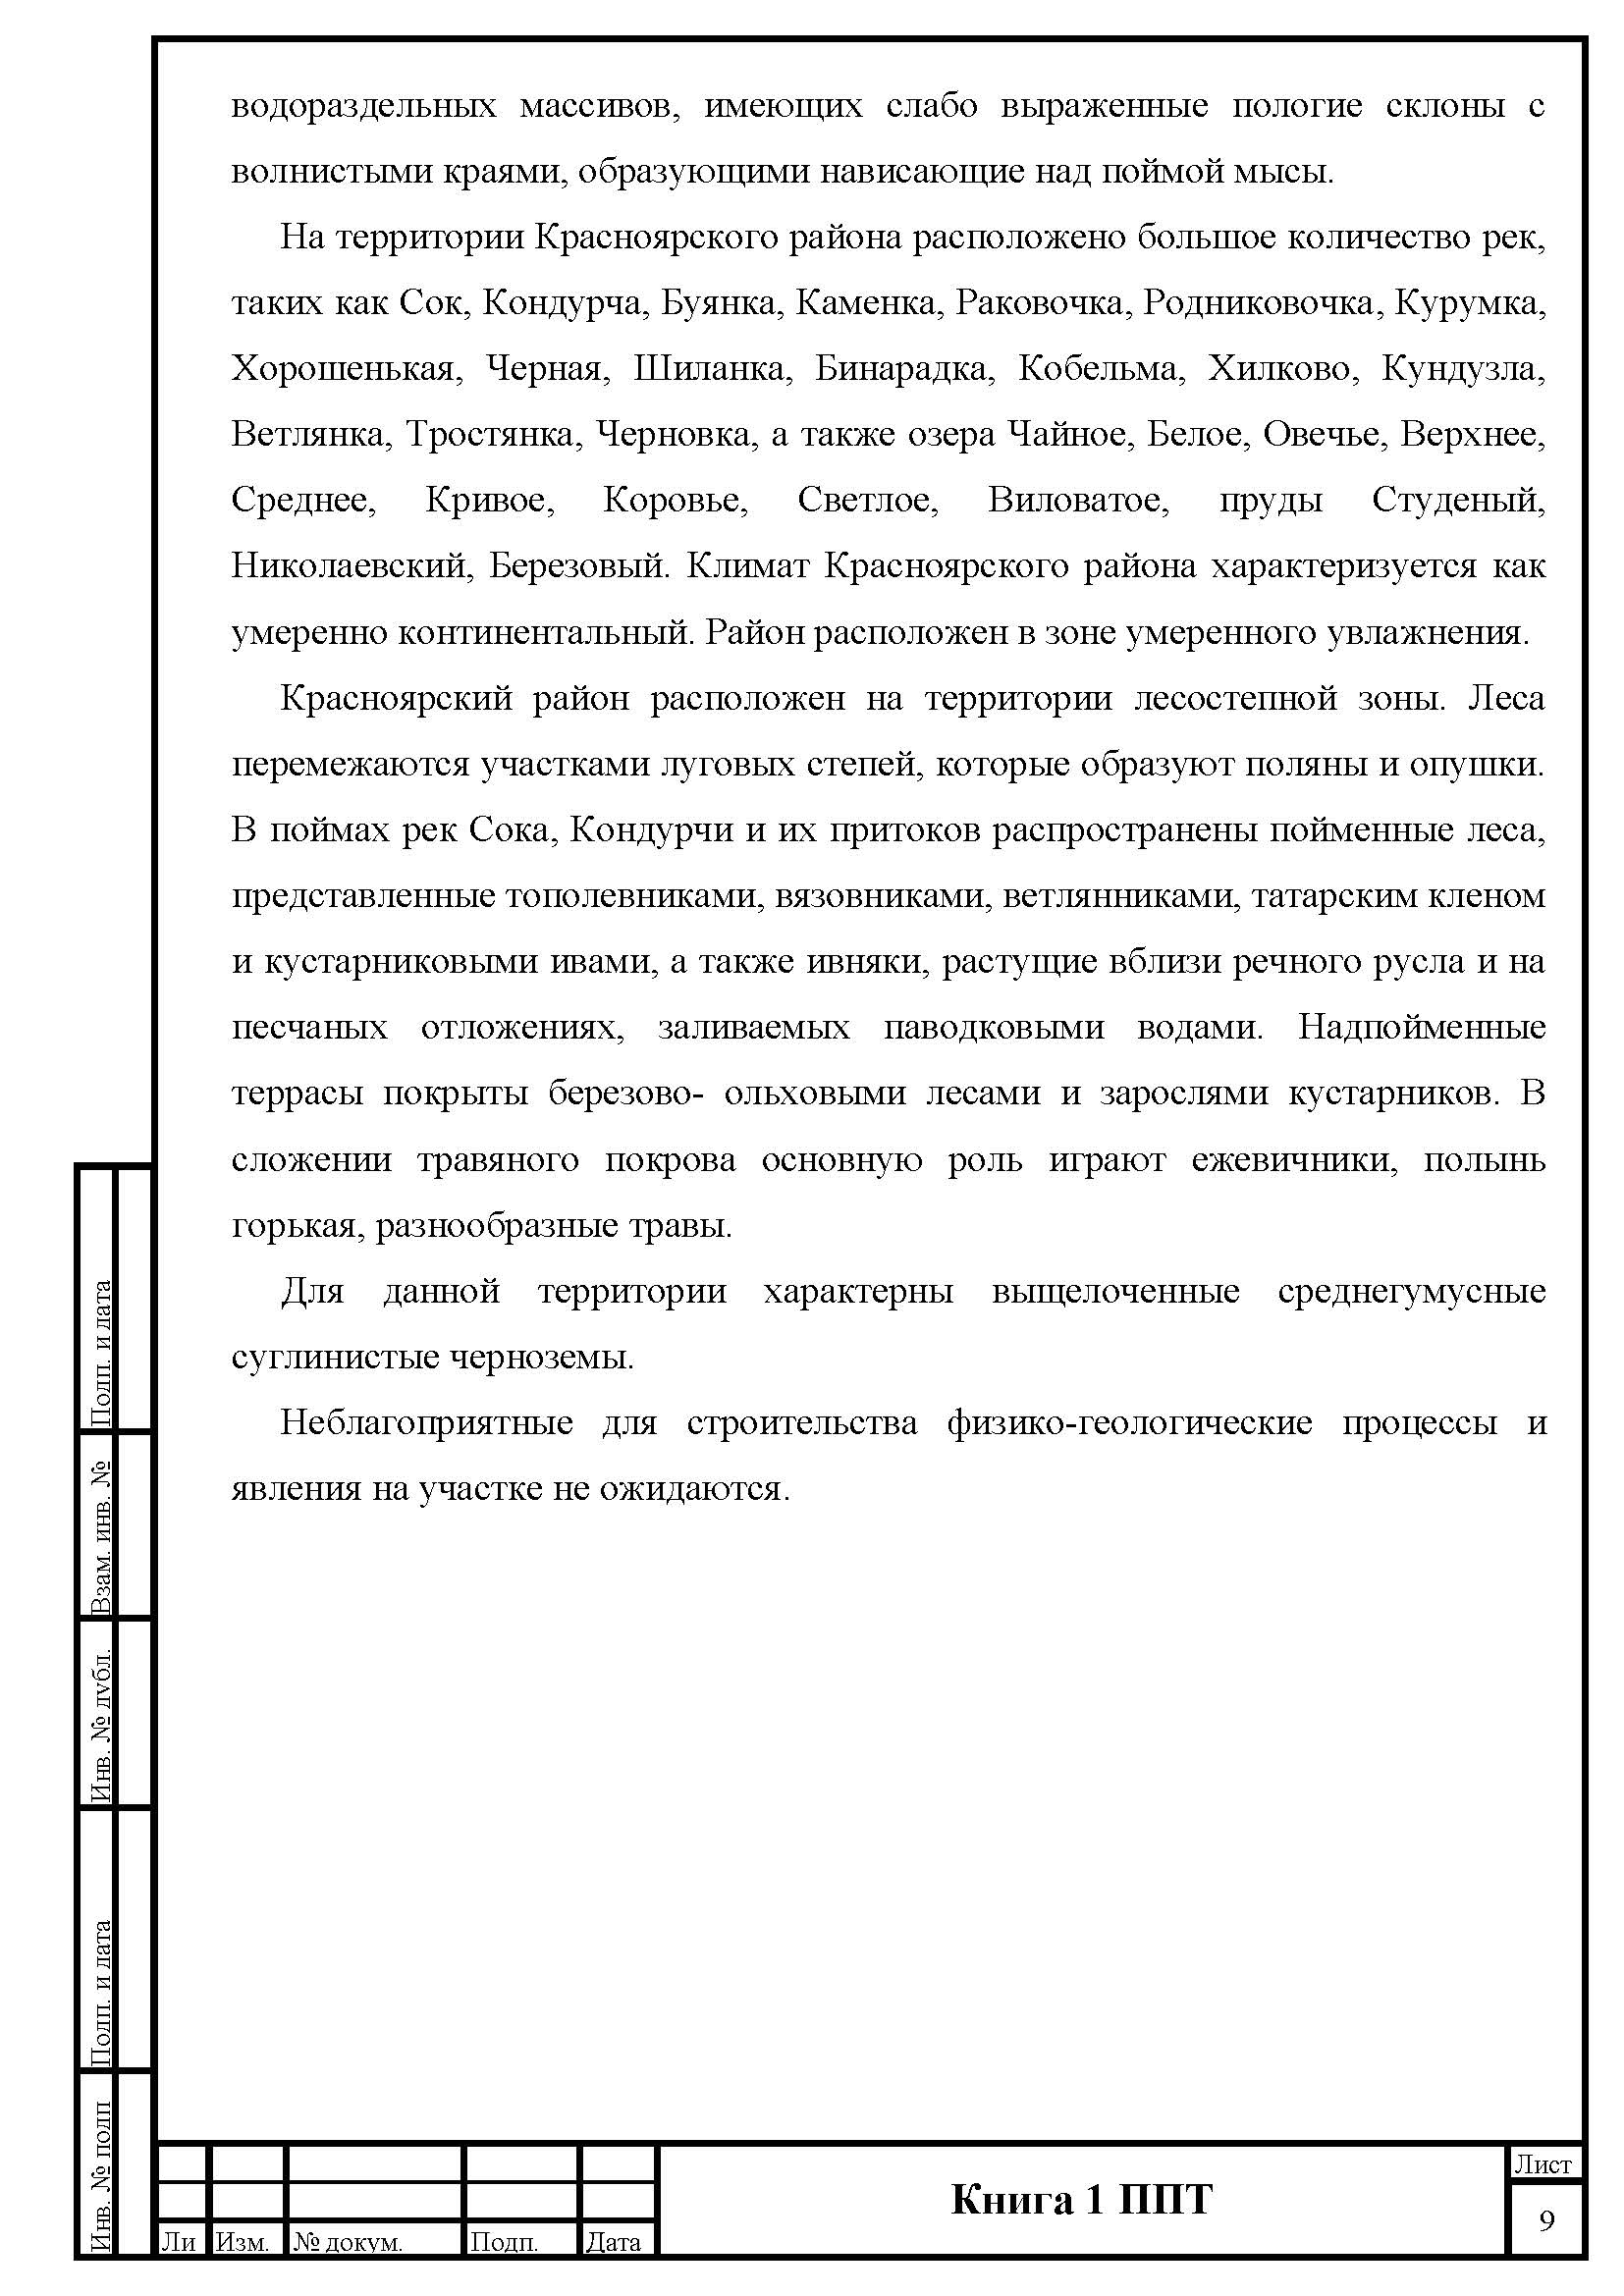 водораздельных массивов, имеющих слабо выраженные пологие склоны с
волнистыми краями, образующими нависающие над поймой мысы.
На территории Красноярского района расположено большое количество рек,
таких как Сок, Кондурча, Буянка, Каменка, Раковочка, Родниковочка, Курумка,
Хорошенькая, Черная, Шиланка, Бинарадка, Кобельма, Хилково, Кундузла,
Ветлянка, Тростянка, Черновка, а также озера Чайное, Белое, Овечье, Верхнее,
Среднее, Кривое, Коровье, Светлое, Виловатое, пруды Студеный,
Николаевский, Березовый. Климат Красноярского района характеризуется как
умеренно континентальный. Район расположен в зоне умеренного увлажнения.
Красноярский район расположен на территории лесостепной зоны. Леса
перемежаются участками луговых степей, которые образуют поляны и опушки.
В поймах рек Сока, Кондурчи и их притоков распространены пойменные леса,
представленные тополевниками, вязовниками, ветлянниками, татарским кленом
и кустарниковыми ивами, а также ивняки, растущие вблизи речного русла и на
песчаных отложениях, заливаемых паводковыми водами. Надпойменные
террасы покрыты березово- ольховыми лесами и зарослями кустарников. В
сложении травяного покрова основную роль играют ежевичники, полынь
горькая, разнообразные травы.
Для данной территории характерны выщелоченные среднегумусные
суглинистые черноземы.
Неблагоприятные для строительства физико-геологические процессы и
явления на участке не ожидаются.
Подп. и дата
Взам. инв. №
Инв. № дубл.
Подп. и дата
Инв. № подп
Ли Изм. № докум. Подп. Дата
Книга 1 ППТ
Лист
9